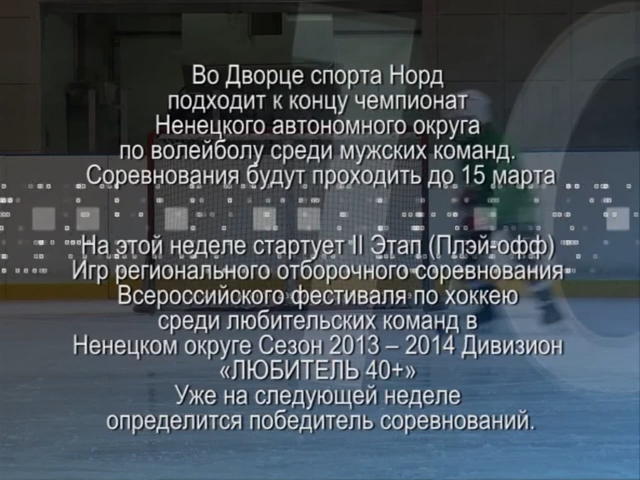 Во Дворце спорта Норд
подходит к концу чемпионат
Ненецкого автономного округа
по волейболу среди мужских команд.
Соревнования будут проходить до 15 марта
На этой неделе стартует II Этап (Плэй-офф)
Игр регионального отборочного соревнования
Всероссийского фестиваля по хоккею
среди любительских команд в
Ненецком округе Сезон 2013 – 2014 Дивизион
«ЛЮБИТЕЛЬ 40+»
Уже на следующей неделе
определится победитель соревнований.